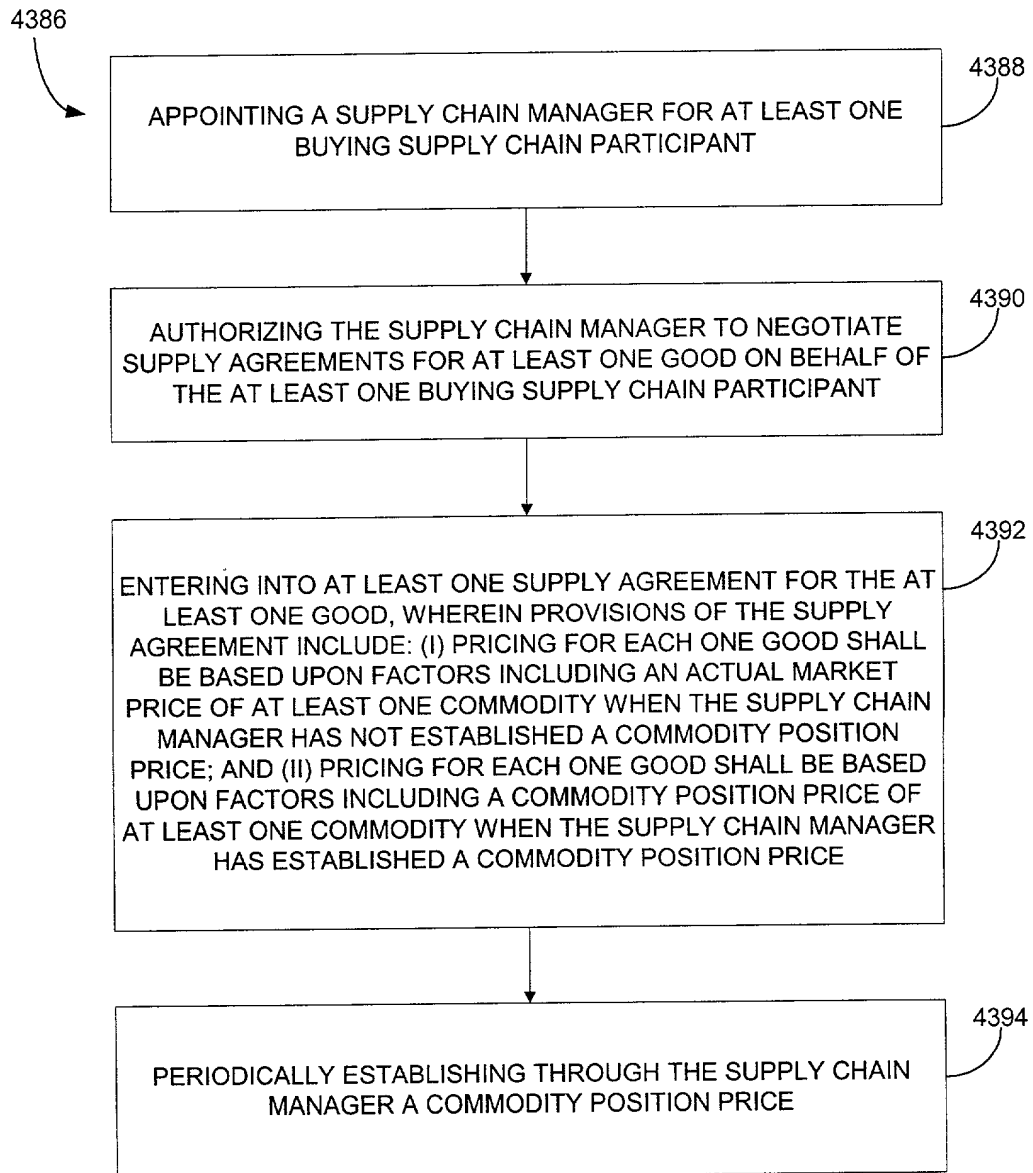 4386
4388
APPOINTING A SUPPLY CHAIN MANAGER FOR AT LEAST ONE
BUYING SUPPLY CHAIN PARTICIPANT
4390
AUTHORIZING THE SUPPLY CHAIN MANAGER TO NEGOTIATE
SUPPLY AGREEMENTS FOR AT LEAST ONE GOOD ON BEHALF OF
THE AT LEAST ONE BUYING SUPPLY CHAIN PARTICIPANT
4392
ENTERING INTO AT LEAST ONE SUPPLY AGREEMENT FOR THE AT
LEAST ONE GOOD, WHEREIN PROVISIONS OF THE SUPPLY
AGREEMENT INCLUDE: (I) PRICING FOR EACH ONE GOOD SHALL
BE BASED UPON FACTORS INCLUDING AN ACTUAL MARKET
PRICE OF AT LEAST ONE COMMODITY WHEN THE SUPPLY CHAIN
MANAGER HAS NOT ESTABLISHED A COMMODITY POSITION
PRICE; AND (II) PRICING FOR EACH ONE GOOD SHALL BE BASED
UPON FACTORS INCLUDING A COMMODITY POSITION PRICE OF
AT LEAST ONE COMMODITY WHEN THE SUPPLY CHAIN MANAGER
HAS ESTABLISHED A COMMODITY POSITION PRICE
4394
PERIODICALLY ESTABLISHING THROUGH THE SUPPLY CHAIN
MANAGER A COMMODITY POSITION PRICE